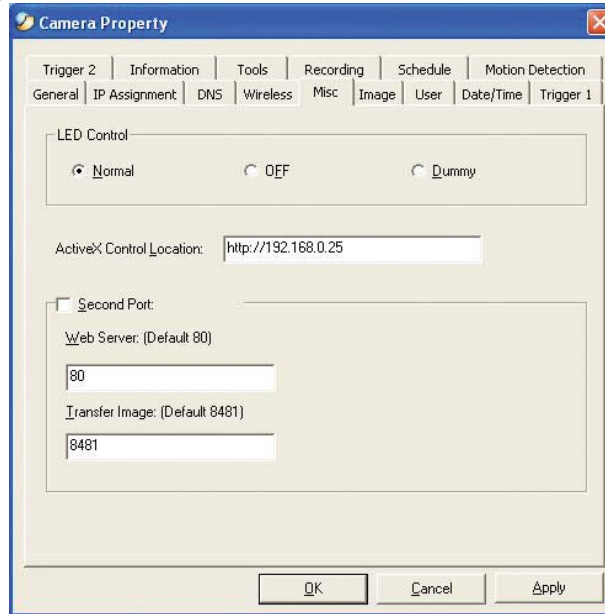 Camera Property
Trigger 2 Information Tools Recording Schedule Motion Detection
General IP Assignment DNS Wireless Misc Image User Date/Time Trigger 1
LED Control
Normal OFF Dummy
ActiveX Control Location: http://192.168.0.25
Second Port:
Web Server: (Default 80)
80
Transfer Image: (Default 8481)
8481
OK Cancel Apply